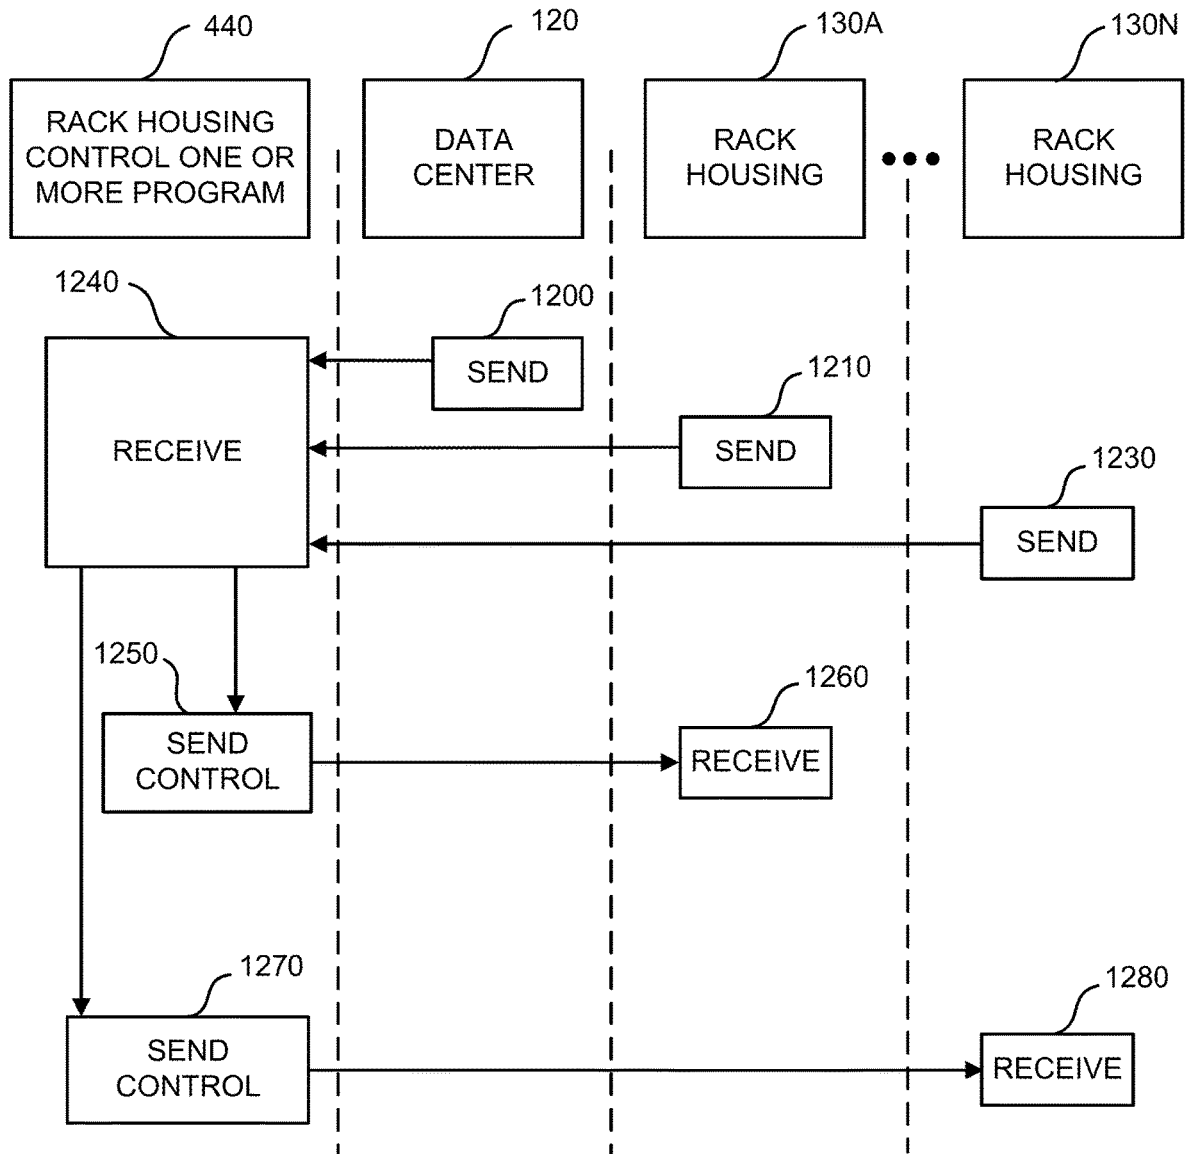 440
120
130A
130N
RACK HOUSING
CONTROL ONE OR
MORE PROGRAM
DATA
CENTER
RACK
HOUSING
RACK
HOUSING
1240
1200
SEND
1210
RECEIVE
SEND
1230
SEND
1250
1260
SEND
CONTROL
RECEIVE
1270
1280
SEND
CONTROL
RECEIVE